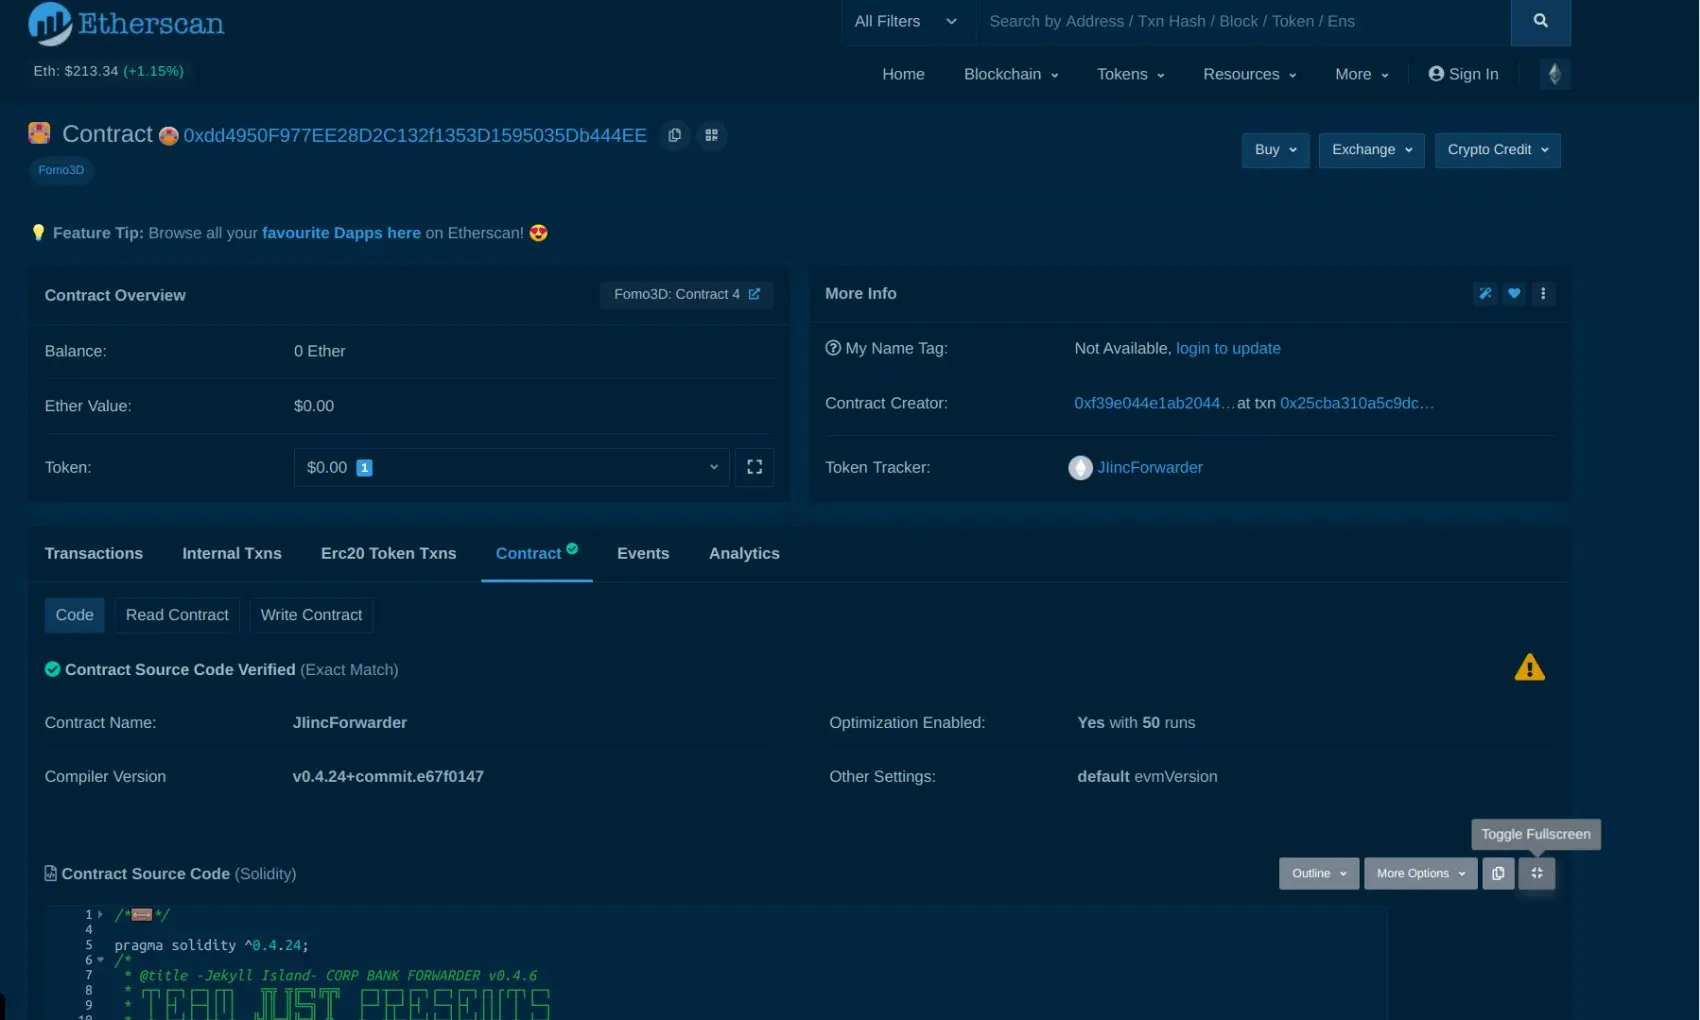 Etherscan
All Filters
Search by Address / Txn Hash / Block / Token / Ens
Eth: $213.34 (+1.15%)
Home
Blockchain
Tokens
Resources
More
Sign In
Contract 0xdd4950F977EE28D2C132f1353D1595035Db444EE
Fomo3D
Buy
Exchange
Crypto Credit
Feature Tip: Browse all your favourite Dapps here on Etherscan!
Contract Overview
Fomo3D: Contract 4
Balance: 0 Ether
Ether Value: $0.00
Token: $0.00 1
More Info
My Name Tag: Not Available, login to update
Contract Creator: 0xf39e044e1ab2044... at txn 0x25cba310a5c9dc...
Token Tracker: JIincForwarder
Transactions
Internal Txns
Erc20 Token Txns
Contract
Events
Analytics
Code
Read Contract
Write Contract
Contract Source Code Verified (Exact Match)
Contract Name: JIincForwarder
Optimization Enabled: Yes with 50 runs
Compiler Version v0.4.24+commit.e67f0147
Other Settings: default evmVersion
Toggle Fullscreen
Contract Source Code (Solidity)
Outline
More Options
1 /* */
4
5 pragma solidity ^0.4.24;
6 /*
7 * @title -Jekyll Island- CORP BANK FORWARDER v0.4.6
8 * TEAM JUST PRESENTS
9 *
10 *